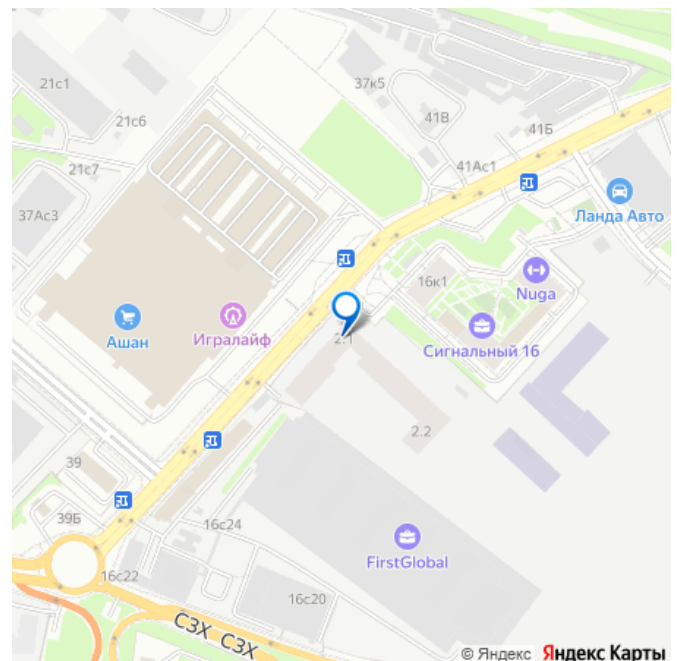 21с1
37к5
21с6
41В
41Б
21с7
41Ас1
37Ас3
Ланда Авто
16к1
Nuga
Ашан
Игралайф
2.1
Сигнальный 16
2.2
39
39Б
16с24
FirstGlobal
16с22
16с20
СЗХ СЗХ
© Яндекс Яндекс Карты